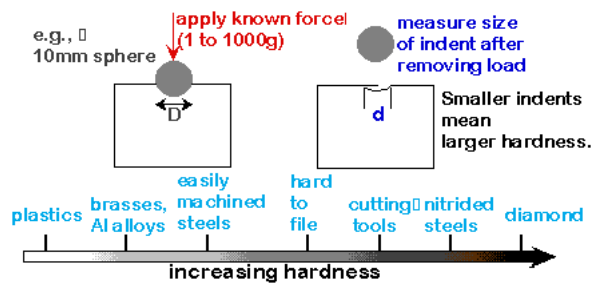 e.g., ▯
10mm sphere
apply known force
(1 to 1000g)
D
measure size
of indent after
removing load
d
Smaller indents
mean
larger hardness.
plastics
brasses,
Al alloys
easily
machined
steels
hard
to
file
cutting▯
tools
nitrided
steels
diamond
increasing hardness